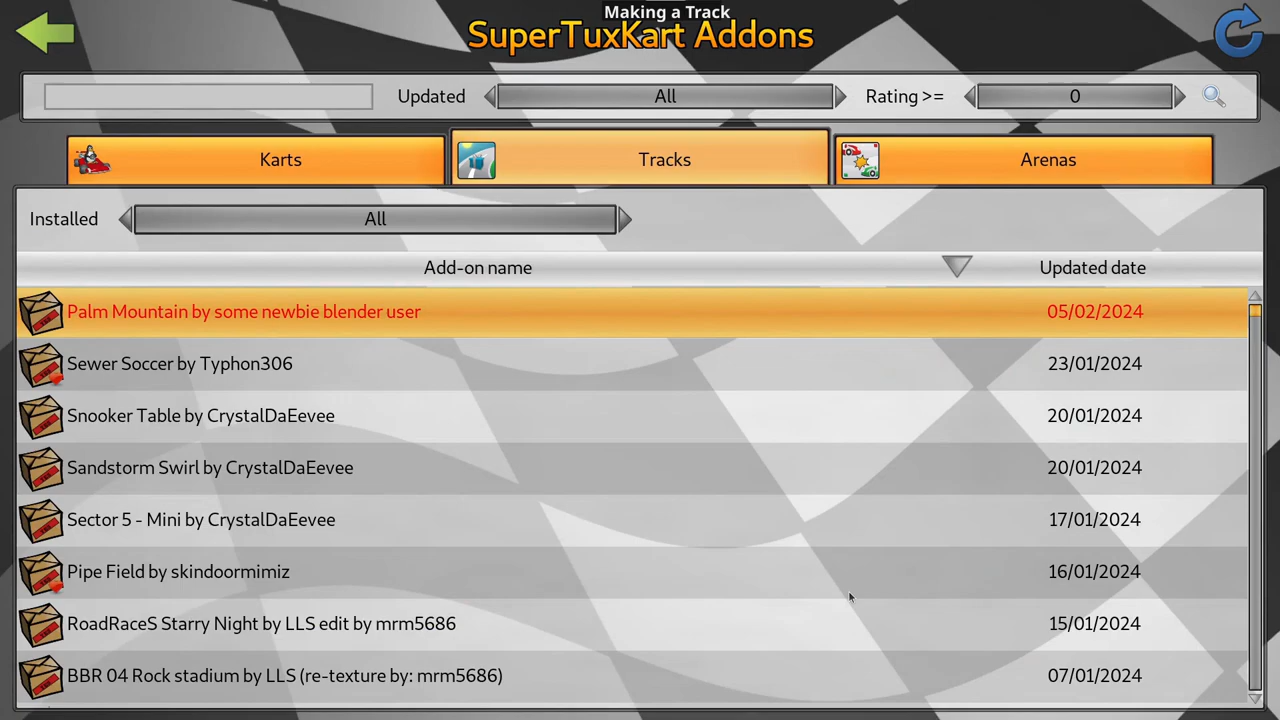 Making a Track
SuperTuxKart Addons
Updated All Rating >= 0
Karts Tracks Arenas
Installed All
Add-on name Updated date
Palm Mountain by some newbie blender user 05/02/2024
Sewer Soccer by Typhon306 23/01/2024
Snooker Table by CrystalDaEevee 20/01/2024
Sandstorm Swirl by CrystalDaEevee 20/01/2024
Sector 5 - Mini by CrystalDaEevee 17/01/2024
Pipe Field by skindoormimiz 16/01/2024
RoadRaceS Starry Night by LLS edit by mrm5686 15/01/2024
BBR 04 Rock stadium by LLS (re-texture by: mrm5686) 07/01/2024